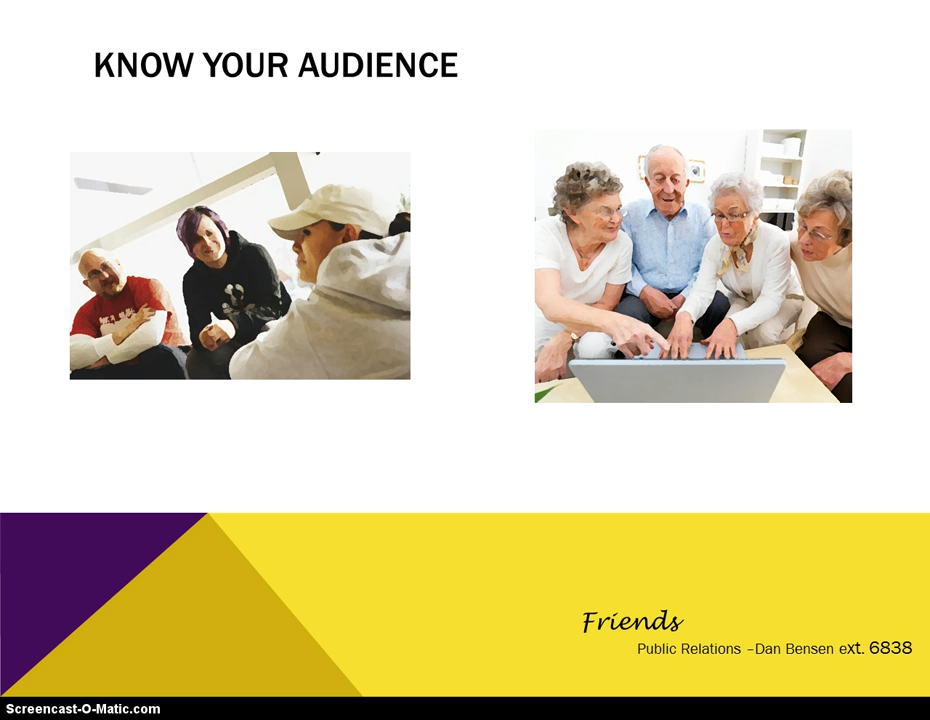 KNOW YOUR AUDIENCE
Friends
Public Relations –Dan Bensen ext. 6838
Screencast-O-Matic.com